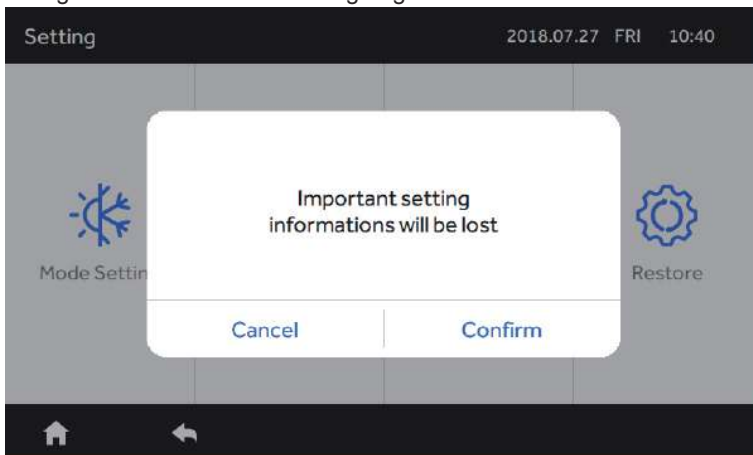 Setting
2018.07.27 FRI 10:40
Important setting
informations will be lost
Mode Settin
Restore
Cancel
Confirm